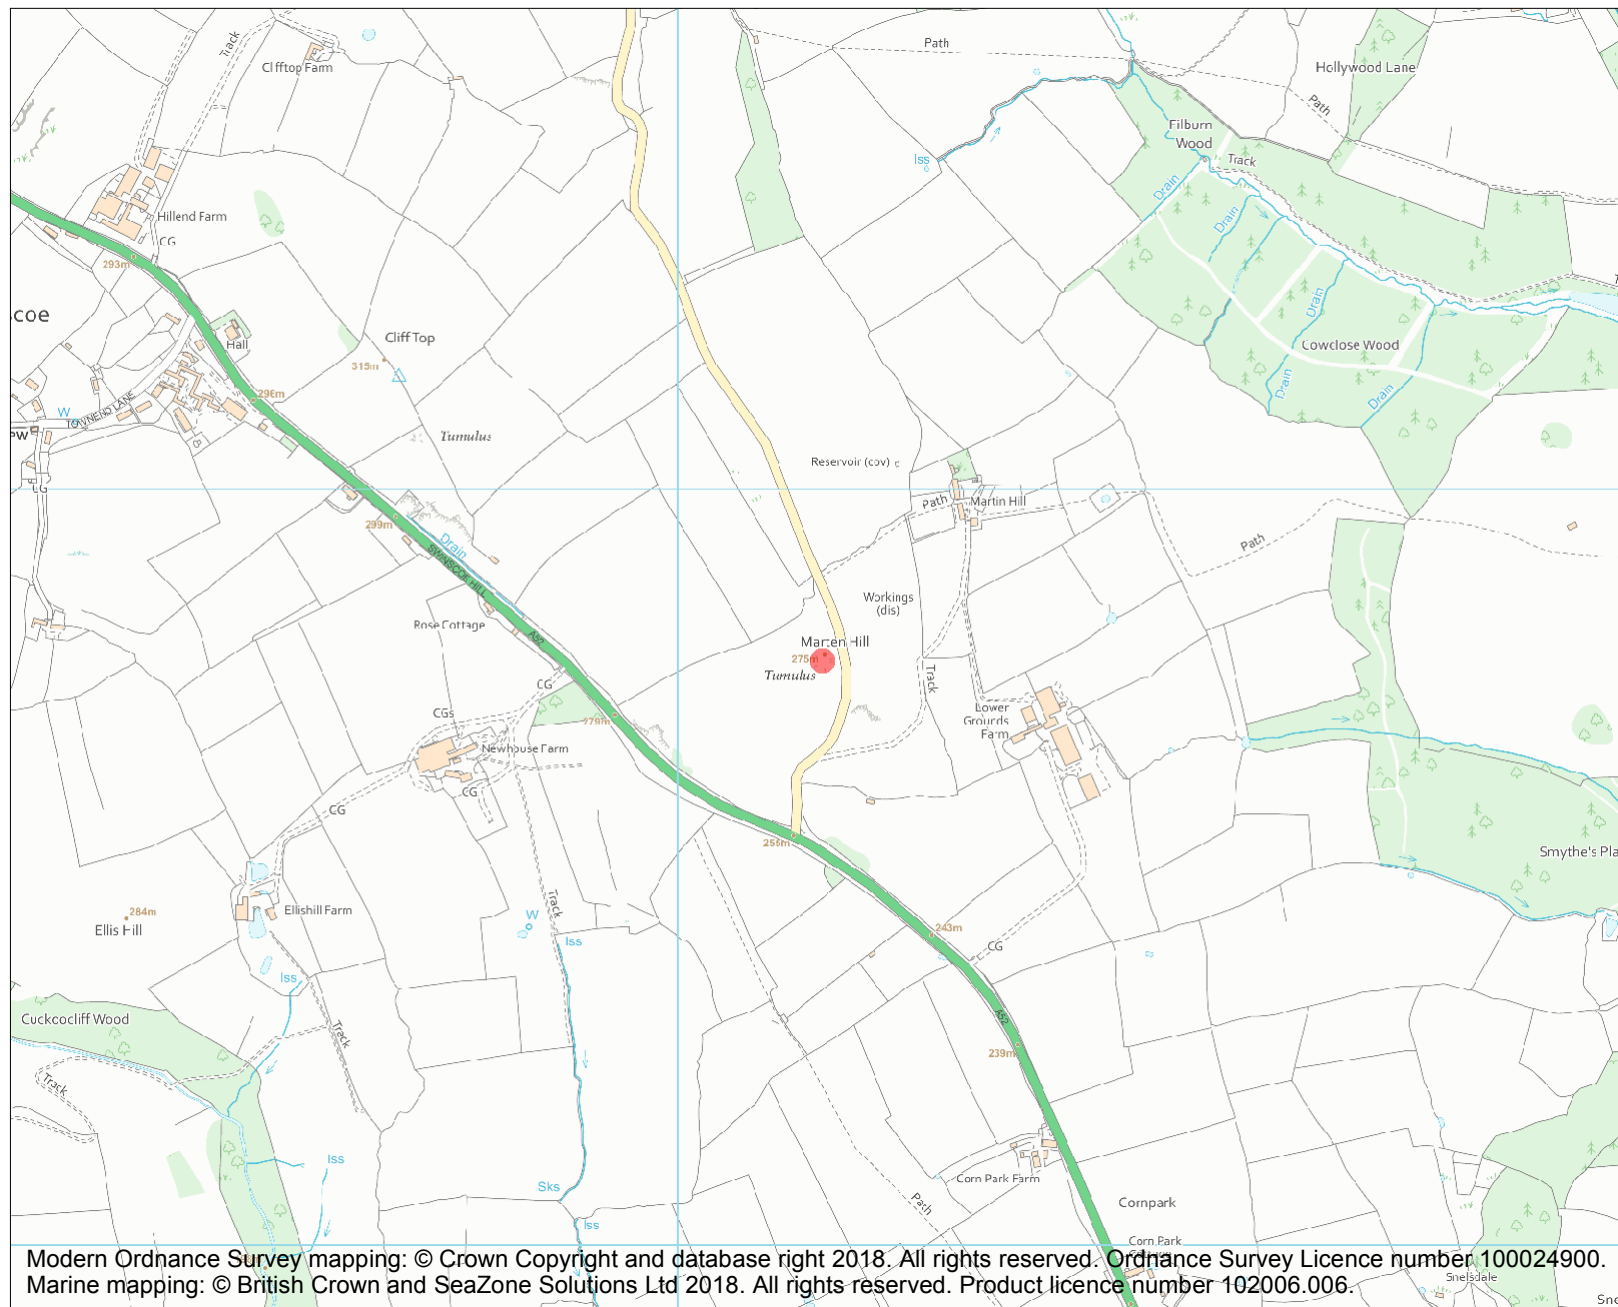 Path
Track
Clifftop Farm
Hollywood Lane
Path
Filburn
Wood
Track
Iss
Drain
Hillend Farm
Drain
CG
293m
Drain
scoe
Hall
Cliff Top
315m
Cowclose Wood
Drain
Drain
296m
W
TOWNEND LANE
Tumulus
ew
Reservoir (cov)
CG
Path
Martin Hill
299m
Drain
Path
SWINSCOE HILL
Workings
(dis)
Rose Cottage
A52
Marten Hill
275m
Tumulus
Track
CG
CGs
279m
Lower
Grounds
Farm
Newhouse Farm
CG
CG
256m
Smythe's Pla
Track
284m
Ellishill Farm
W
Ellis Hill
243m
Iss
CG
Iss
Cuckoocliff Wood
Track
A52
239m
Track
Iss
Corn Park Farm
Sks
Path
Cornpark
Iss
Corn Park
Modern Ordnance Survey mapping: © Crown Copyright and database right 2018. All rights reserved. Ordnance Survey Licence number 100024900.
Snelsdale
Marine mapping: © British Crown and SeaZone Solutions Ltd 2018. All rights reserved. Product licence number 102006.006.